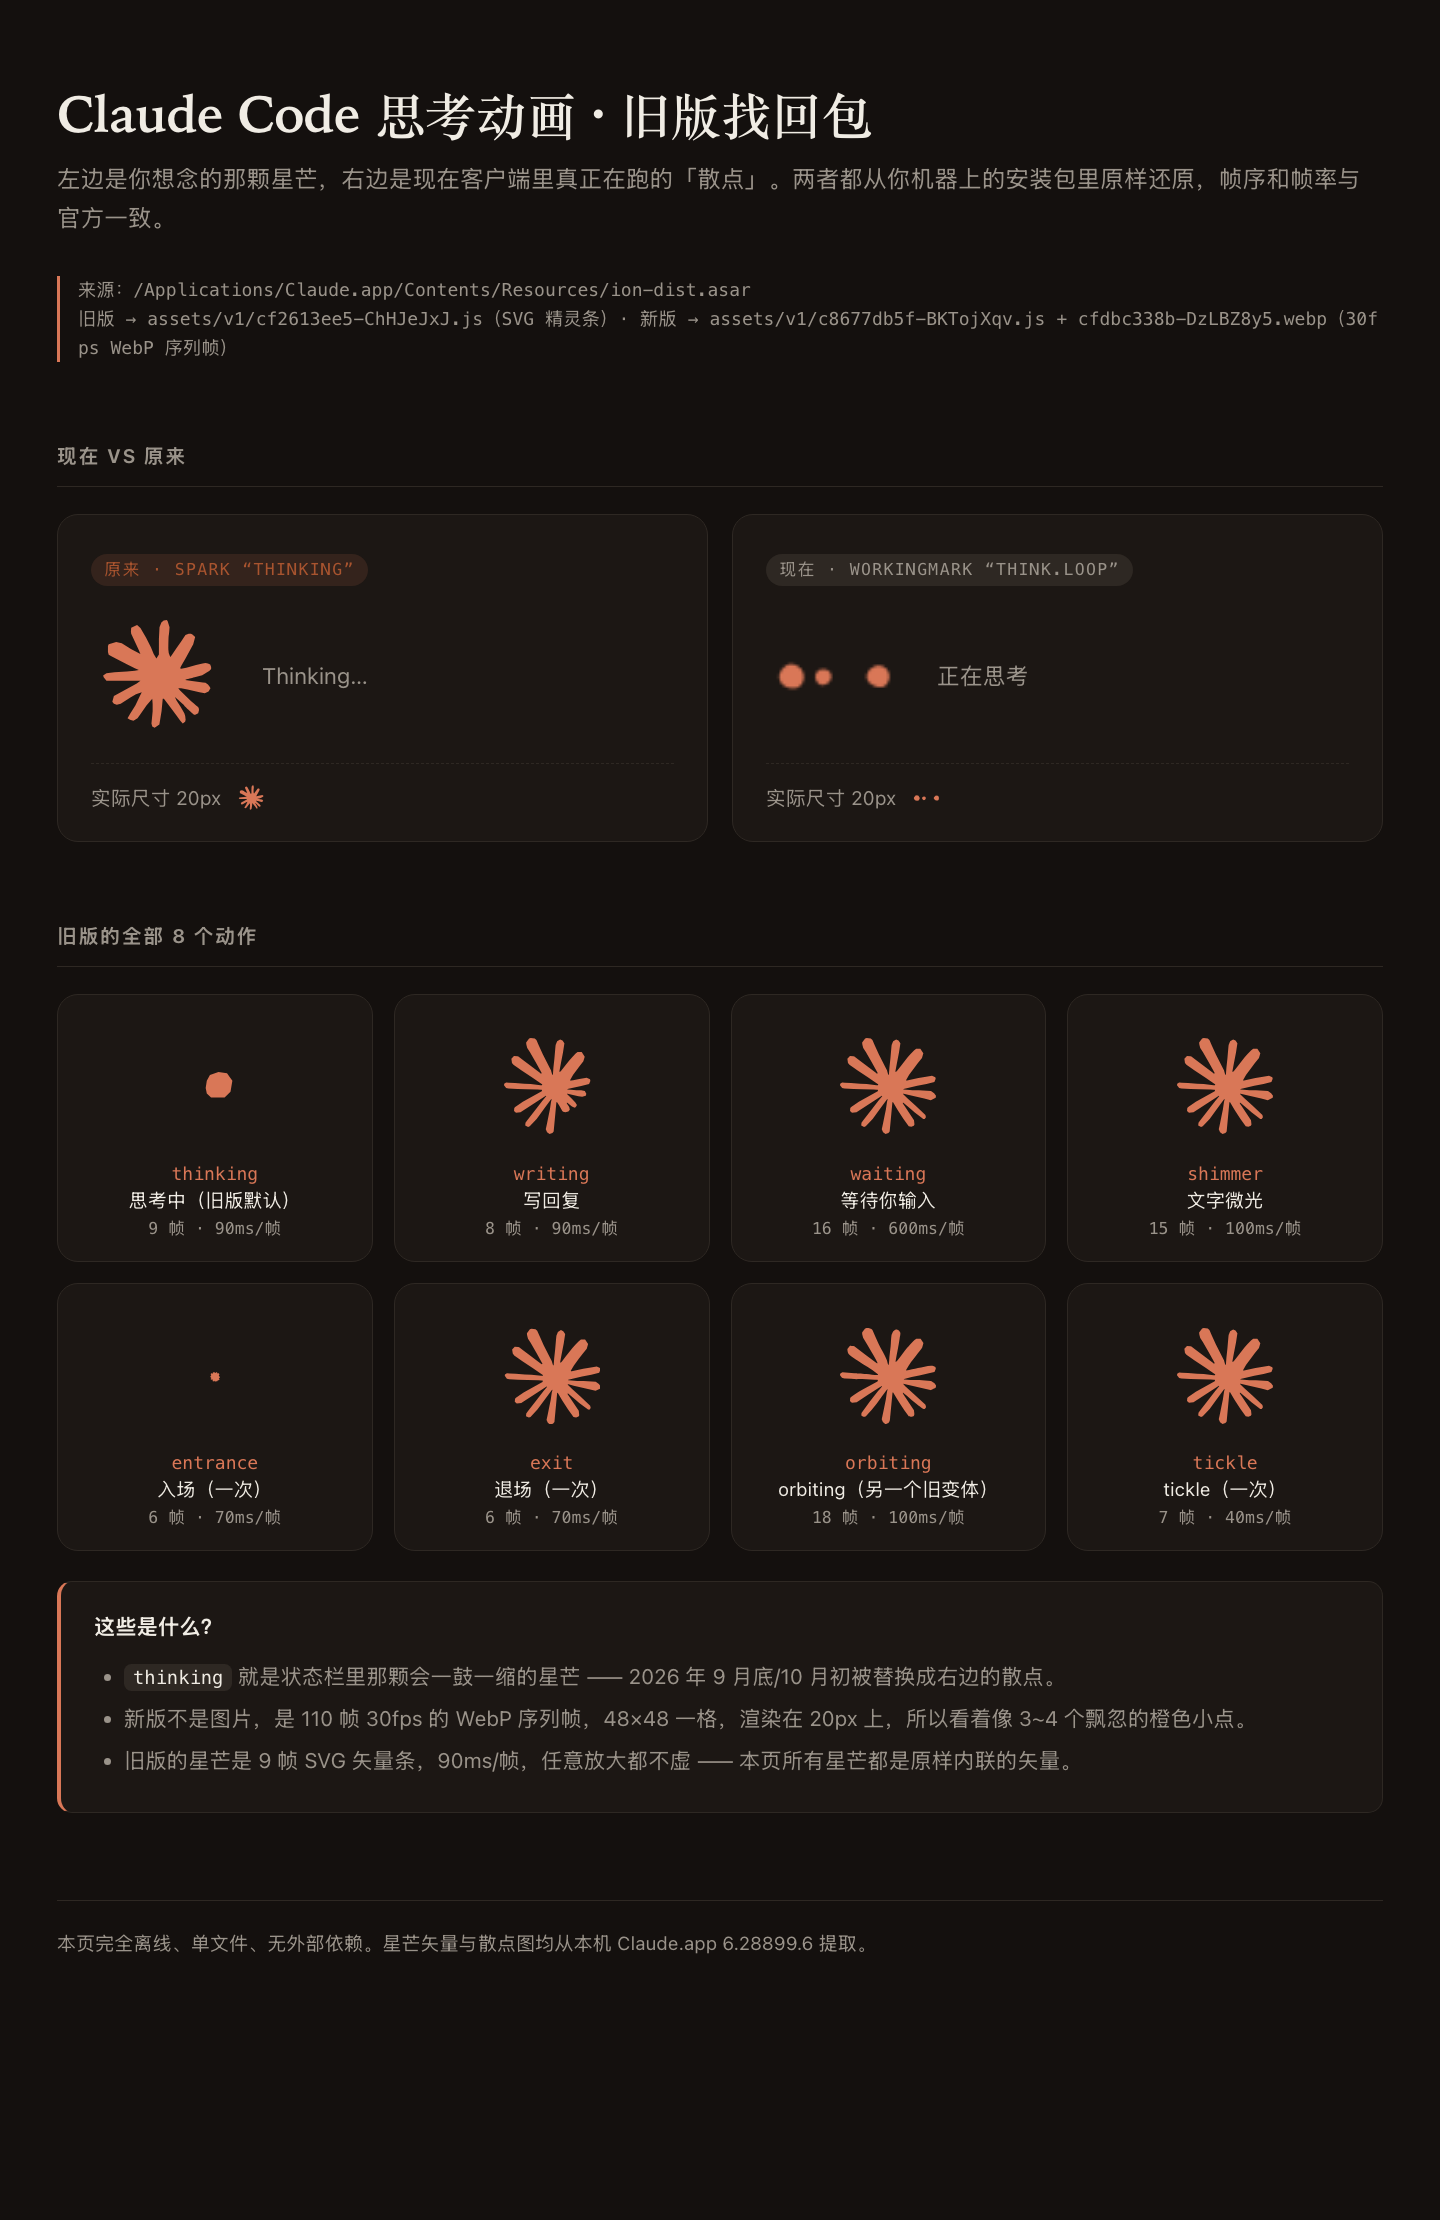 Claude Code 思考动画 · 旧版找回包
左边是你想念的那颗星芒，右边是现在客户端里真正在跑的「散点」。两者都从你机器上的安装包里原样还原，帧序和帧率与
官方一致。
来源：/Applications/Claude.app/Contents/Resources/ion-dist.asar
旧版 → assets/v1/cf2613ee5-ChHJeJxJ.js（SVG 精灵条）· 新版 → assets/v1/c8677db5f-BKTojXqv.js + cfdbc338b-DzLBZ8y5.webp（30f
ps WebP 序列帧）
现在 VS 原来
原来 · SPARK “THINKING”
Thinking...
实际尺寸 20px
现在 · WORKINGMARK “THINK.LOOP”
正在思考
实际尺寸 20px
旧版的全部 8 个动作
thinking
思考中（旧版默认）
9 帧 · 90ms/帧
writing
写回复
8 帧 · 90ms/帧
waiting
等待你输入
16 帧 · 600ms/帧
shimmer
文字微光
15 帧 · 100ms/帧
entrance
入场（一次）
6 帧 · 70ms/帧
exit
退场（一次）
6 帧 · 70ms/帧
orbiting
orbiting（另一个旧变体）
18 帧 · 100ms/帧
tickle
tickle（一次）
7 帧 · 40ms/帧
这些是什么？
• thinking 就是状态栏里那颗会一鼓一缩的星芒 —— 2026 年 9 月底/10 月初被替换成右边的散点。
• 新版不是图片，是 110 帧 30fps 的 WebP 序列帧，48×48 一格，渲染在 20px 上，所以看着像 3~4 个飘忽的橙色小点。
• 旧版的星芒是 9 帧 SVG 矢量条，90ms/帧，任意放大都不虚 —— 本页所有星芒都是原样内联的矢量。
本页完全离线、单文件、无外部依赖。星芒矢量与散点图均从本机 Claude.app 6.28899.6 提取。